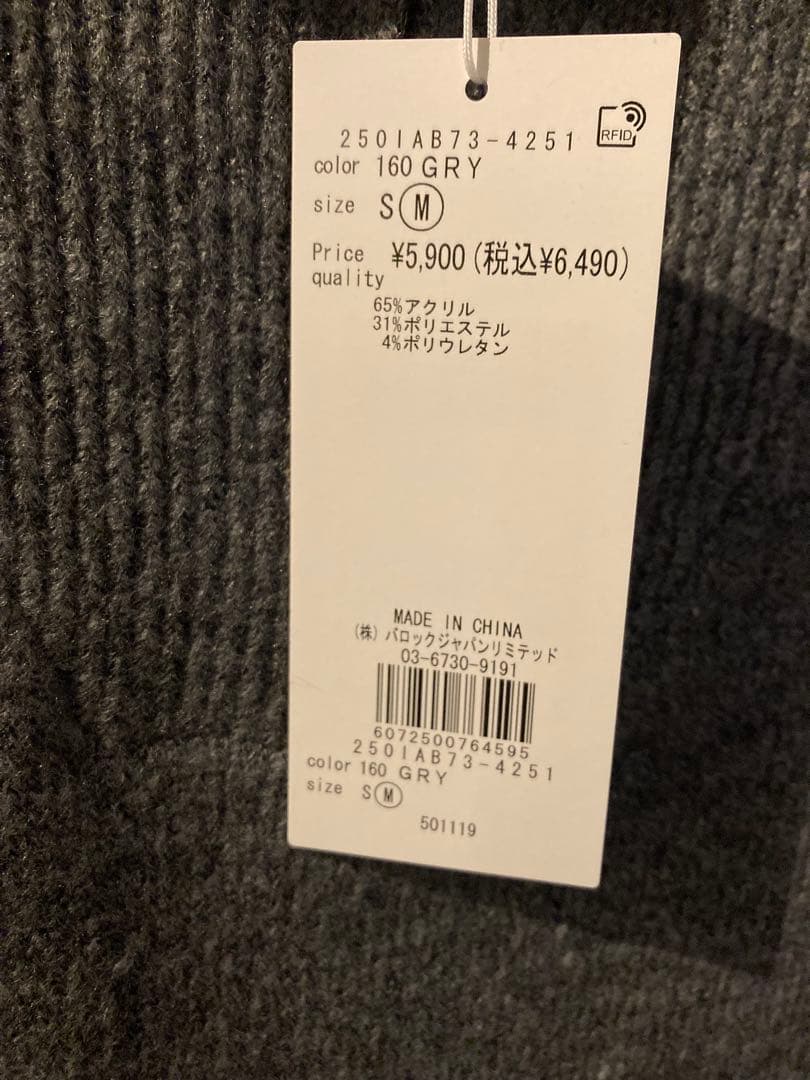 250IAB73-4251
RFID
color 160 GRY
size S M
Price ¥5,900(税込¥6,490)
quality
65%アクリル
31%ポリエステル
4%ポリウレタン
MADE IN CHINA
(株)バロックジャパンリミテッド
03-6730-9191
6072500764595
250IAB73-4251
color 160 GRY
size S M
501119